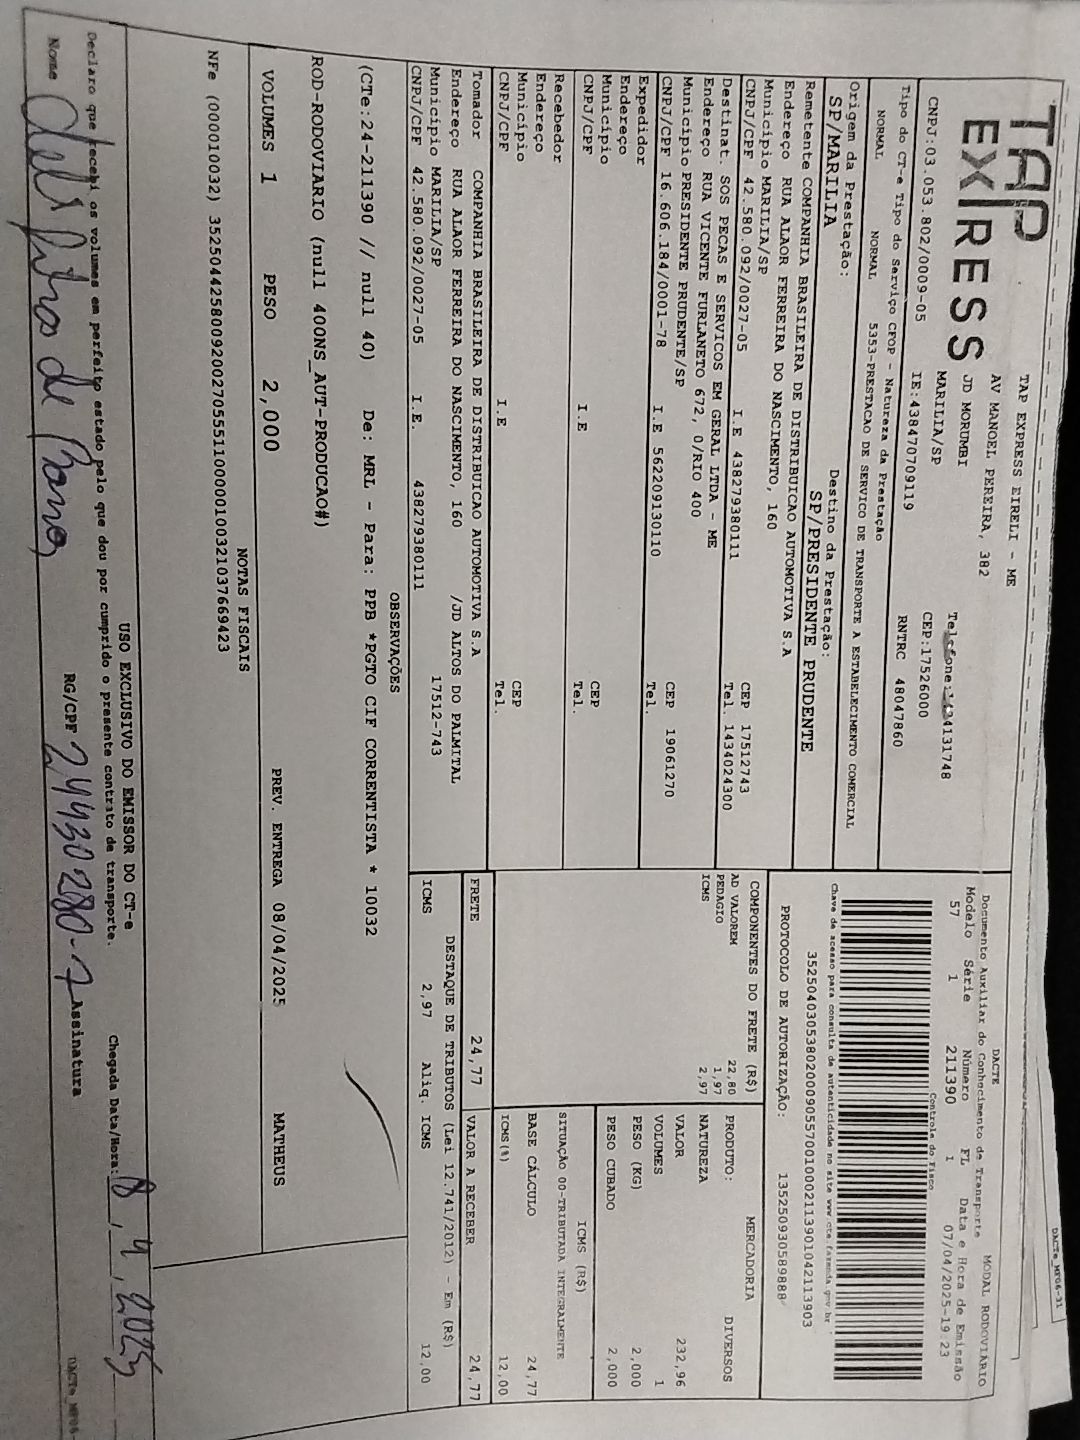 TAP
EXPRESS
TAP EXPRESS EIRELI - ME
AV MANOEL PEREIRA, 382
JD MORUMBI
MARILIA/SP
Telefone:1434131748
CEP:17526000
CNPJ:03.053.802/0009-05
IE:438470709119
RNTRC 48047860
DACTE
Documento Auxiliar do Conhecimento de Transporte
MODAL RODOVIÁRIO
Modelo Série Número FL Data e Hora de Emissão
57 1 211390 1 07/04/2025-19 23
Controle do Fisco
Tipo do CT-e Tipo do Serviço CFOP - Natureza da Prestação
NORMAL NORMAL 5353-PRESTACAO DE SERVICO DE TRANSPORTE A ESTABELECIMENTO COMERCIAL
Chave de acesso para consulta de autenticidade no site www.cte.fazenda.gov.br
35250403053802000905570010002113901042113903
Origem da Prestação: Destino da Prestação:
SP/MARILIA SP/PRESIDENTE PRUDENTE
PROTOCOLO DE AUTORIZAÇÃO: 135250930589888
Remetente COMPANHIA BRASILEIRA DE DISTRIBUICAO AUTOMOTIVA S.A
Endereço RUA ALAOR FERREIRA DO NASCIMENTO, 160
Município MARILIA/SP CEP 17512743
CNPJ/CPF 42.580.092/0027-05 I.E 438279380111 Tel. 1434024300
Destinat. SOS PECAS E SERVICOS EM GERAL LTDA - ME
Endereço RUA VICENTE FURLANETO 672, 0/RIO 400
Município PRESIDENTE PRUDENTE/SP CEP 19061270
CNPJ/CPF 16.606.184/0001-78 I.E 562209130110 Tel.
Expedidor
Endereço
Município CEP
CNPJ/CPF I.E Tel.
Recebedor
Endereço
Município CEP
CNPJ/CPF I.E Tel.
Tomador COMPANHIA BRASILEIRA DE DISTRIBUICAO AUTOMOTIVA S.A
Endereço RUA ALAOR FERREIRA DO NASCIMENTO, 160 /JD ALTOS DO PALMITAL
Município MARILIA/SP 17512-743
CNPJ/CPF 42.580.092/0027-05 I.E. 438279380111
COMPONENTES DO FRETE (R$)
AD VALOREM 22,80
PEDAGIO 1,97
ICMS 2,97
MERCADORIA
PRODUTO: DIVERSOS
NATUREZA
VALOR 232,96
VOLUMES 1
PESO (KG) 2,000
PESO CUBADO 2,000
ICMS (R$)
SITUAÇÃO 00-TRIBUTADA INTEGRALMENTE
BASE CÁLCULO 24,77
ICMS(%) 12,00
FRETE 24,77 VALOR A RECEBER 24,77
DESTAQUE DE TRIBUTOS (Lei 12.741/2012) - Em (R$)
ICMS 2,97 Aliq. ICMS 12,00
OBSERVAÇÕES
(CTe:24-211390 // null 40) De: MRL - Para: PPB *PGTO CIF CORRENTISTA * 10032
ROD-RODOVIARIO (null 400NS_AUT-PRODUCAO#)
VOLUMES 1 PESO 2,000 PREV. ENTREGA 08/04/2025 MATHEUS
NOTAS FISCAIS
NFe (000010032) 35250442580092002705551100000100321037669423
USO EXCLUSIVO DO EMISSOR DO CT-e
Declaro que recebi os volumes em perfeito estado pelo que dou por cumprido o presente contrato de transporte.
Chegada Data/Hora: 8, 4, 2025
Nome de RG/CPF 24430280-7 Assinatura
DACTe_MF06-
DACTe_MF06-31